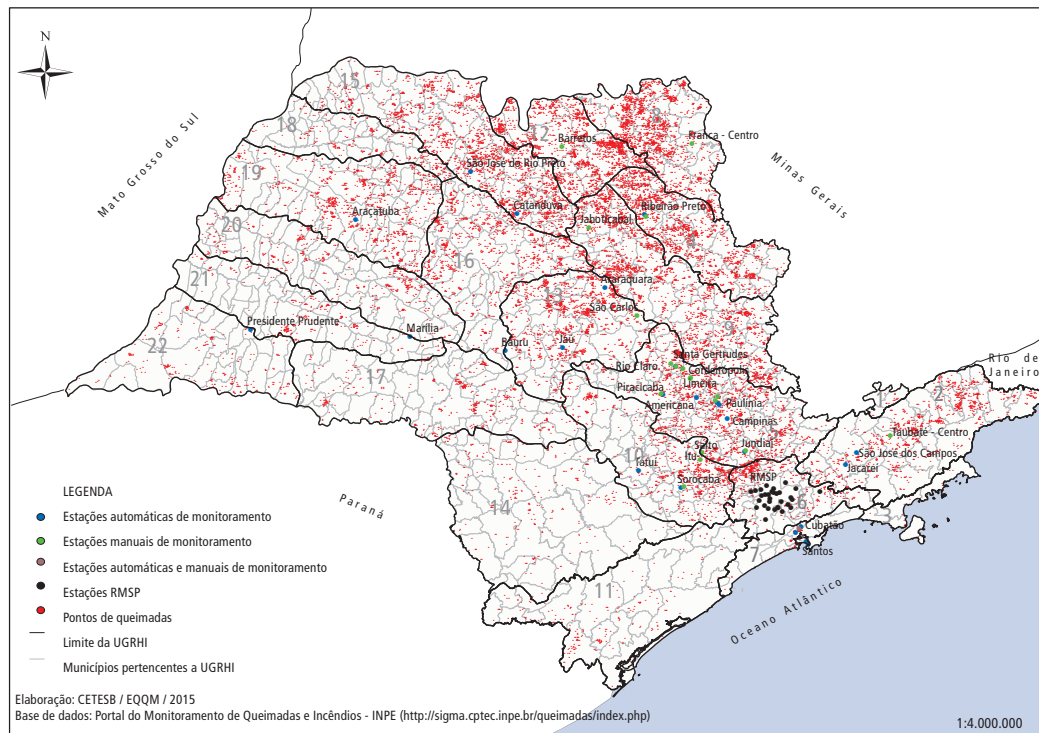 N
15
18
12
8
Barretos
Franca - Centro
Mato Grosso do Sul
Minas Gerais
19
São José do Rio Preto
Araçatuba
Catanduva
Jaboticabal
Ribeirão Preto
4
20
16
21
Araraquara
13
São Carlos
9
Presidente Prudente
Marília
Bauru
Jaú
22
17
Santa Gertrudes
Rio Claro
Cordeirópolis
Limeira
Piracicaba
Americana
Paulínia
Campinas
5
Rio de
Janeiro
1
2
Taubaté - Centro
São José dos Campos
Jacareí
Salto
Jundiaí
Itu
10
Tatuí
Sorocaba
RMSP
6
3
Cubatão
Santos
7
14
11
Paraná
Oceano Atlântico
LEGENDA
Estações automáticas de monitoramento
Estações manuais de monitoramento
Estações automáticas e manuais de monitoramento
Estações RMSP
Pontos de queimadas
Limite da UGRHI
Municípios pertencentes a UGRHI
Elaboração: CETESB / EQQM / 2015
Base de dados: Portal do Monitoramento de Queimadas e Incêndios - INPE (http://sigma.cptec.inpe.br/queimadas/index.php)
1:4.000.000